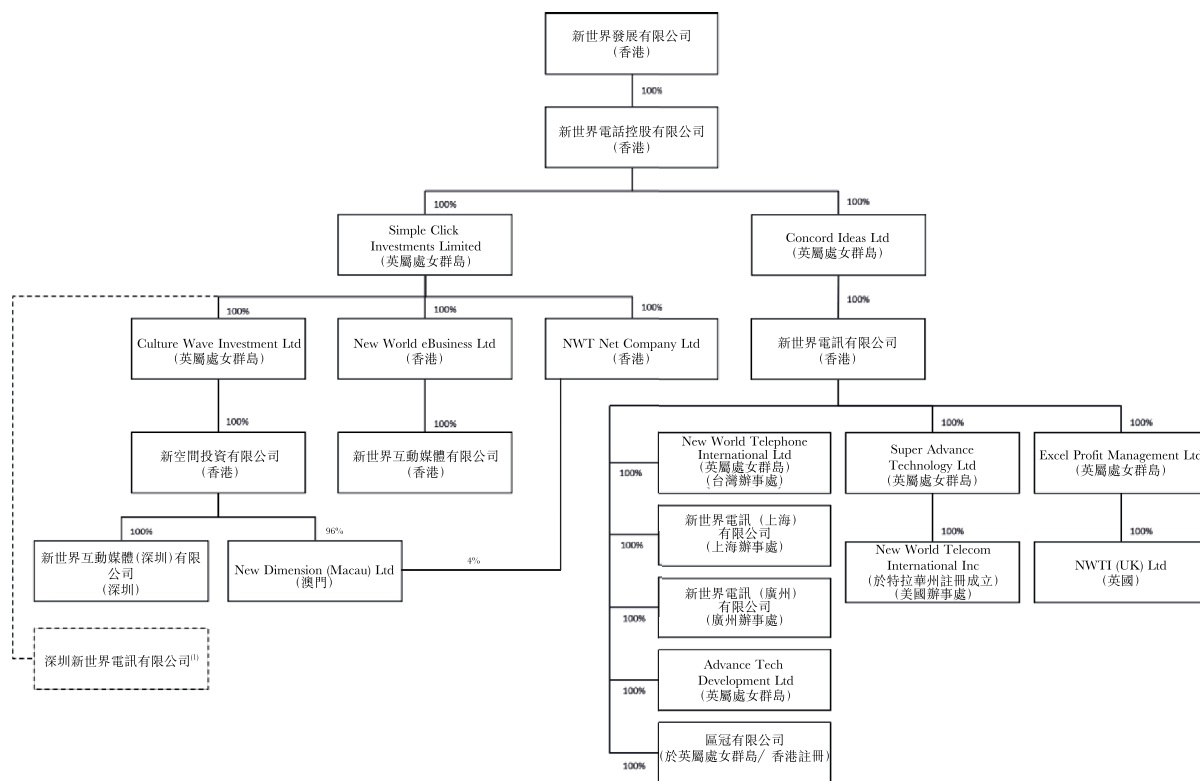 新世界發展有限公司
(香港)
100%
新世界電話控股有限公司
(香港)
100%
100%
Simple Click
Investments Limited
(英屬處女群島)
Concord Ideas Ltd
(英屬處女群島)
100%
100%
100%
100%
Culture Wave Investment Ltd
(英屬處女群島)
New World eBusiness Ltd
(香港)
NWT Net Company Ltd
(香港)
新世界電訊有限公司
(香港)
100%
100%
100%
100%
新空間投資有限公司
(香港)
新世界互動媒體有限公司
(香港)
100%
New World Telephone
International Ltd
(英屬處女群島)
(台灣辦事處)
Super Advance
Technology Ltd
(英屬處女群島)
Excel Profit Management Ltd
(英屬處女群島)
100%
96%
4%
100%
100%
100%
新世界互動媒體(深圳)有限
公司
(深圳)
New Dimension (Macau) Ltd
(澳門)
新世界電訊（上海）
有限公司
(上海辦事處)
New World Telecom
International Inc
(於特拉華州註冊成立)
(美國辦事處)
NWTI (UK) Ltd
(英國)
100%
新世界電訊（廣州）
有限公司
(廣州辦事處)
深圳新世界電訊有限公司(1)
100%
Advance Tech
Development Ltd
(英屬處女群島)
100%
區冠有限公司
(於英屬處女群島/ 香港註冊)